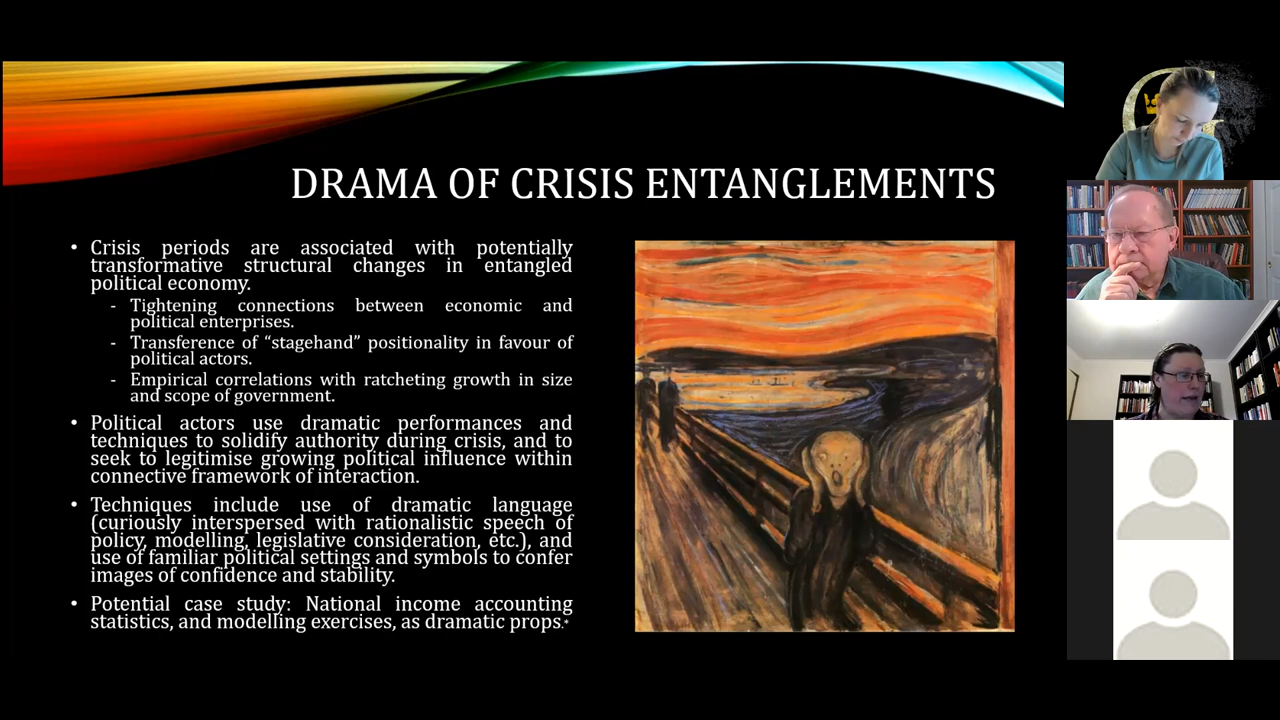 DRAMA OF CRISIS ENTANGLEMENTS
• Crisis periods are associated with potentially
transformative structural changes in entangled
political economy.
- Tightening connections between economic and
political enterprises.
- Transference of “stagehand” positionality in favour of
political actors.
- Empirical correlations with ratcheting growth in size
and scope of government.
• Political actors use dramatic performances and
techniques to solidify authority during crisis, and to
seek to legitimise growing political influence within
connective framework of interaction.
• Techniques include use of dramatic language
(curiously interspersed with rationalistic speech of
policy, modelling, legislative consideration, etc.), and
use of familiar political settings and symbols to confer
images of confidence and stability.
• Potential case study: National income accounting
statistics, and modelling exercises, as dramatic props.*